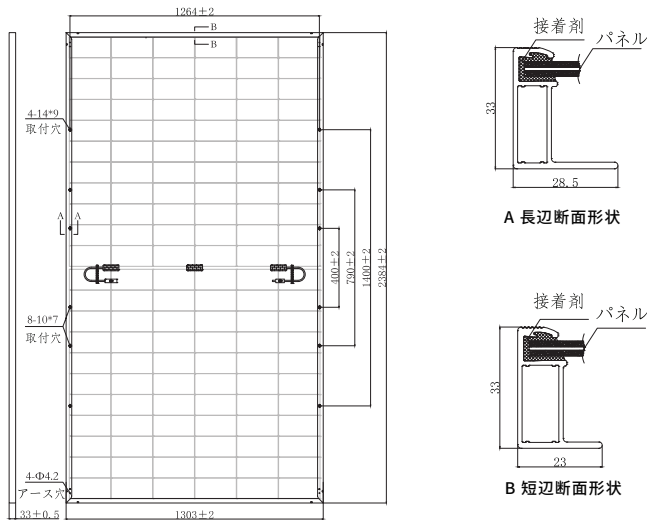 1264±2
B
B
4-14*9
取付穴
A
A
400±2
790±2
1400±2
2384±2
8-10*7
取付穴
4-Φ4.2
アース穴
33±0.5
1303±2
接着剤
パネル
33
28.5
A 長辺断面形状
接着剤
パネル
33
23
B 短辺断面形状